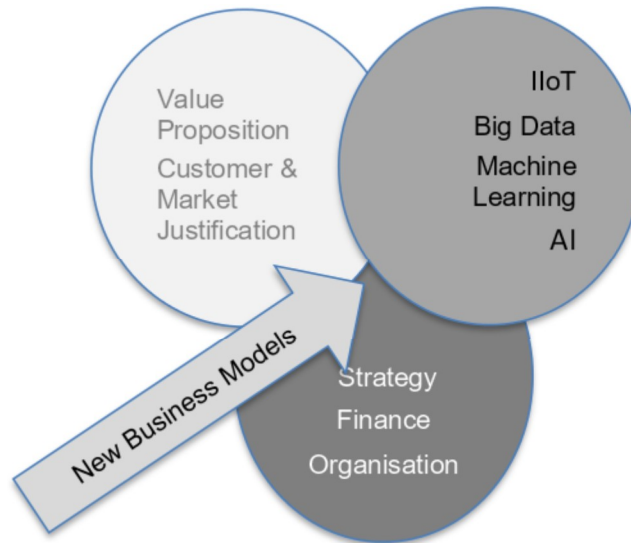 Value
Proposition
Customer &
Market
Justification
IIoT
Big Data
Machine
Learning
AI
New Business Models
Strategy
Finance
Organisation